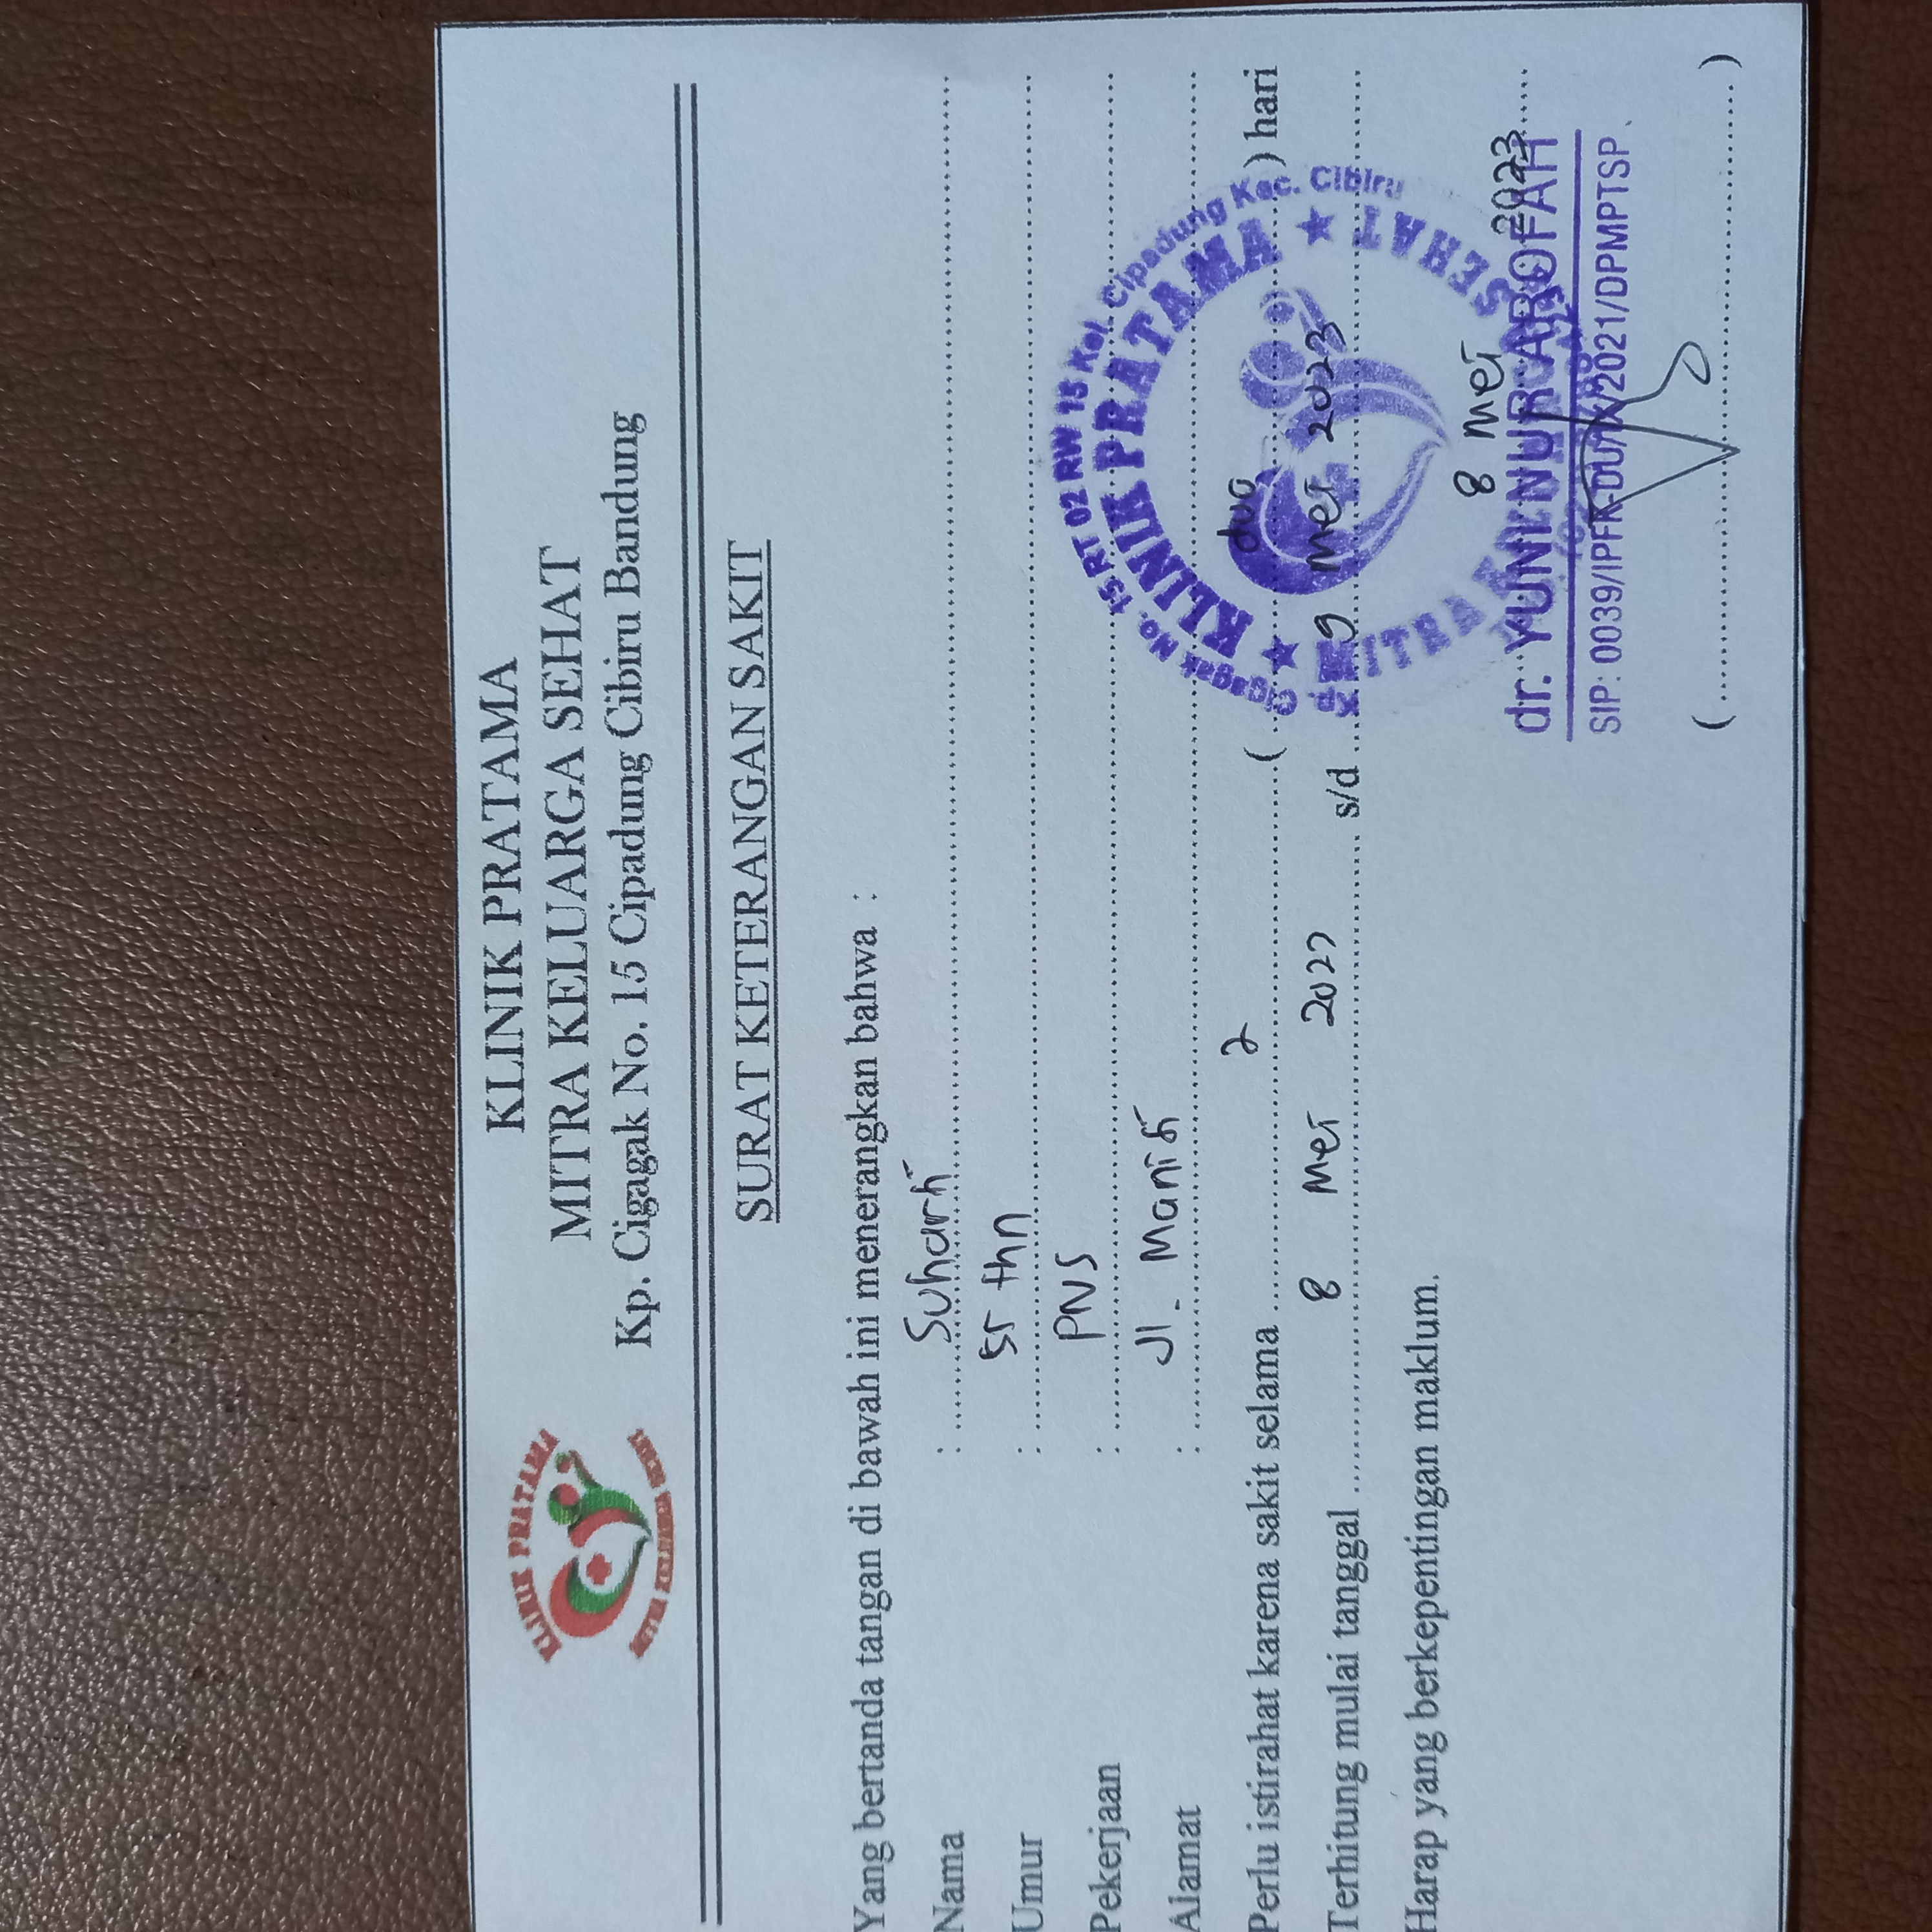 KLINIK PRATAMA
MITRA KELUARGA SEHAT
KLINIK PRATAMA
MITRA KELUARGA SEHAT
Kp. Cigagak No. 15 Cipadung Cibiru Bandung
SURAT KETERANGAN SAKIT
Yang bertanda tangan di bawah ini menerangkan bahwa :
Nama : Suharti
Umur : 55 thn
Pekerjaan : PNS
Alamat : Jl. Manisi
Perlu istirahat karena sakit selama 2 ( dua ) hari
Terhitung mulai tanggal 8 Mei 2023 s/d 9 Mei 2023
Harap yang berkepentingan maklum.
Kp. Cigagak No. 15 RT 02 RW 15 Kel. Cipadung Kec. Cibiru
KLINIK PRATAMA
MITRA KELUARGA SEHAT
8 Mei 2023
dr. YUNI NUR AROFAH
SIP: 0039/IPFK-DU/IX/2021/DPMPTSP
( )